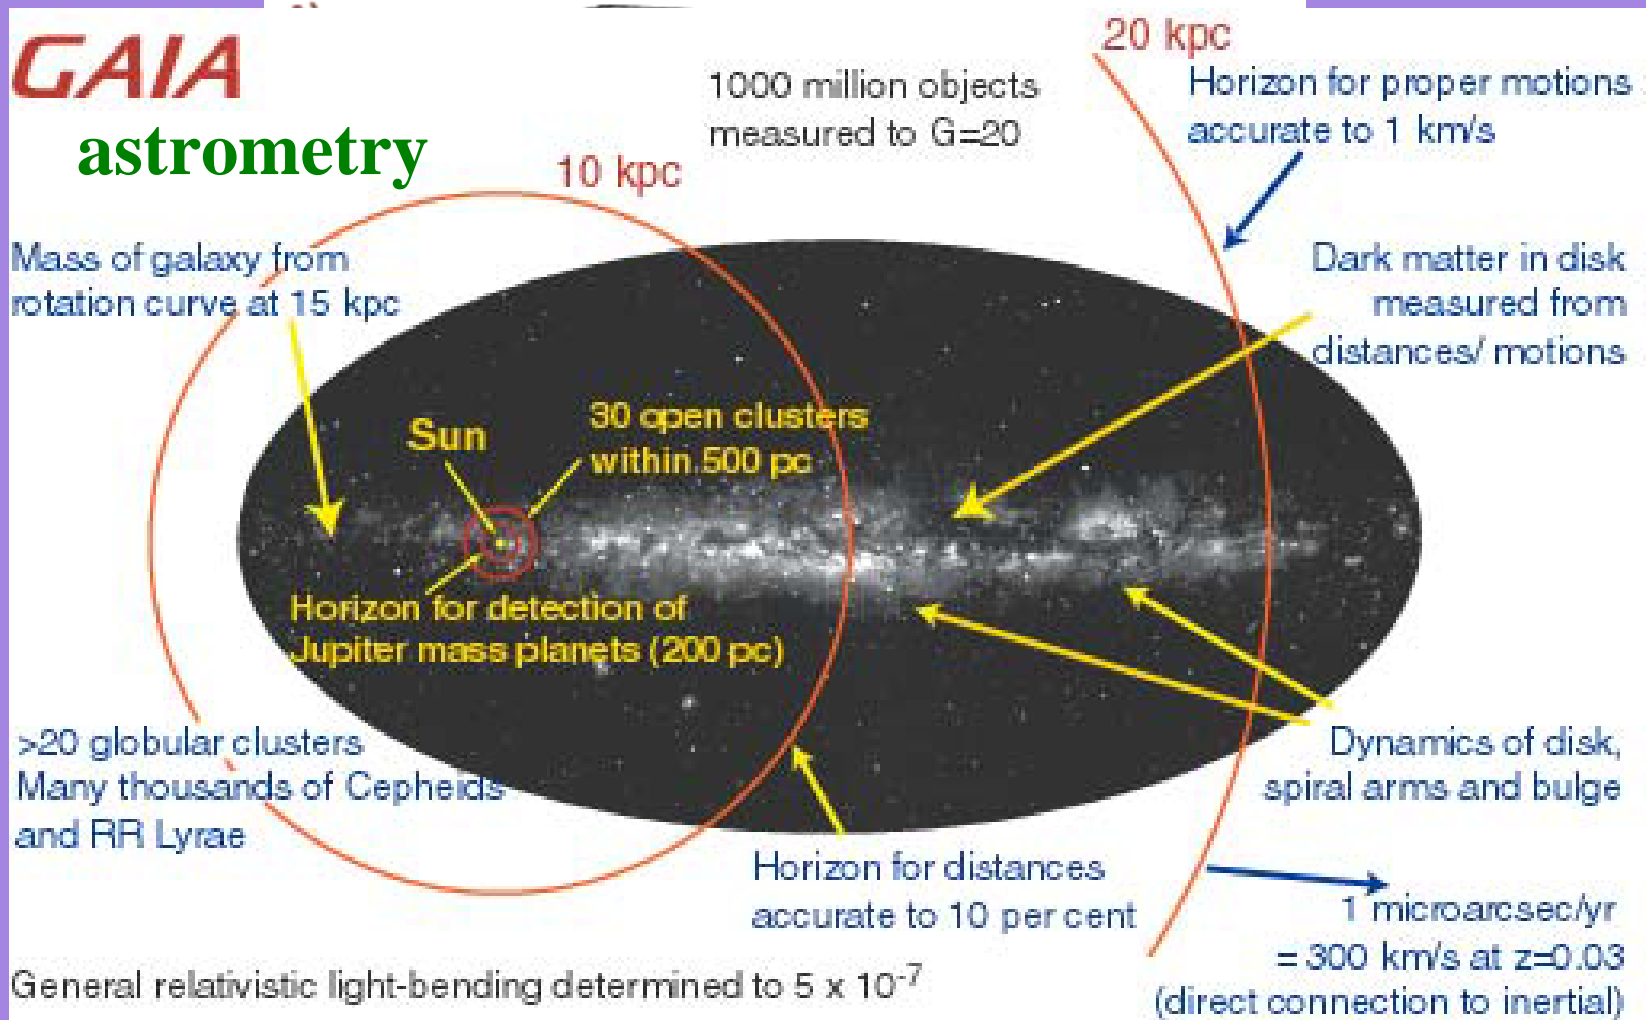 GAIA
astrometry
10 kpc
1000 million objects
measured to G=20
20 kpc
Horizon for proper motions
accurate to 1 km/s
Mass of galaxy from
rotation curve at 15 kpc
Dark matter in disk
measured from
distances/ motions
Sun
30 open clusters
within 500 pc
Horizon for detection of
Jupiter mass planets (200 pc)
>20 globular clusters
Many thousands of Cepheids
and RR Lyrae
Dynamics of disk,
spiral arms and bulge
Horizon for distances
accurate to 10 per cent
1 microarcsec/yr
= 300 km/s at z=0.03
(direct connection to inertial)
General relativistic light-bending determined to 5 x 10⁻⁷